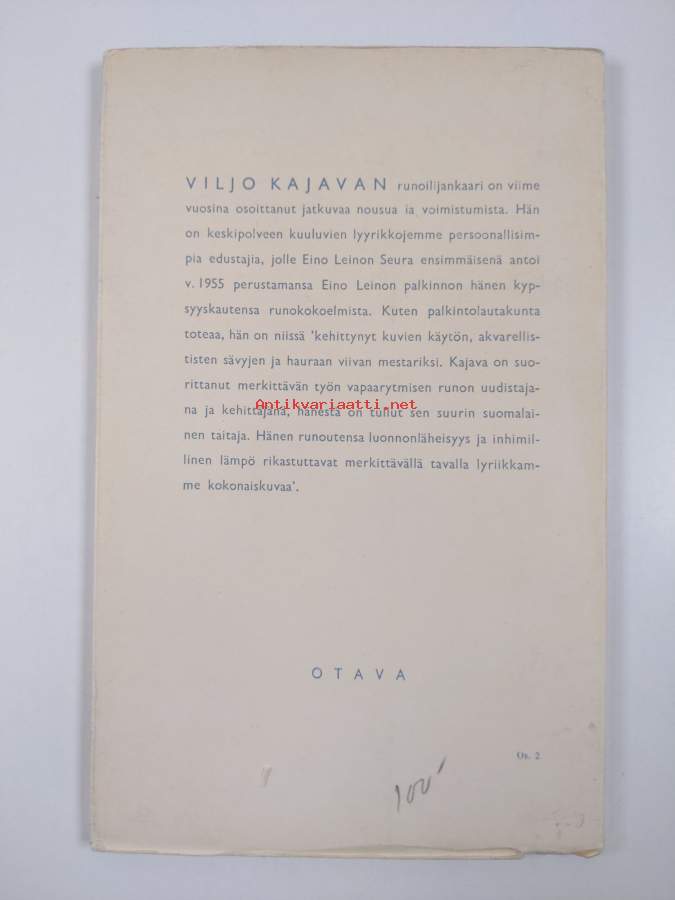 VILJO KAJAVAN runoilijankaari on viime
vuosina osoittanut jatkuvaa nousua ia voimistumista. Hän
on keskipolveen kuuluvien lyyrikkojemme persoonallisim-
pia edustajia, jolle Eino Leinon Seura ensimmäisenä antoi
v. 1955 perustamansa Eino Leinon palkinnon hänen kyp-
syyskautensa runokokoelmista. Kuten palkintolautakunta
toteaa, hän on niissä 'kehittynyt kuvien käytön, akvarellis-
tisten sävyjen ja hauraan viivan mestariksi. Kajava on suo-
rittanut merkittävän työn vapaarytmisen runon uudistaja-
Antikvariaatti.net
na ja kehittäjänä, hänestä on tullut sen suurin suomalai-
nen taitaja. Hänen runoutensa luonnonläheisyys ja inhimil-
linen lämpö rikastuttavat merkittävällä tavalla lyriikkam-
me kokonaiskuvaa'.
OTAVA
Ov. 2
100